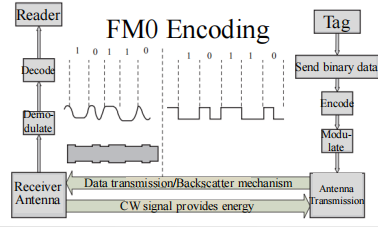 Reader
FM0 Encoding
Tag
1 0 1 1 0
1 0 1 1 0
Decode
Send binary data
Demo-
dulate
Encode
Modu-
late
Receiver
Antenna
Data transmission/Backscatter mechanism
CW signal provides energy
Antenna
Transmission